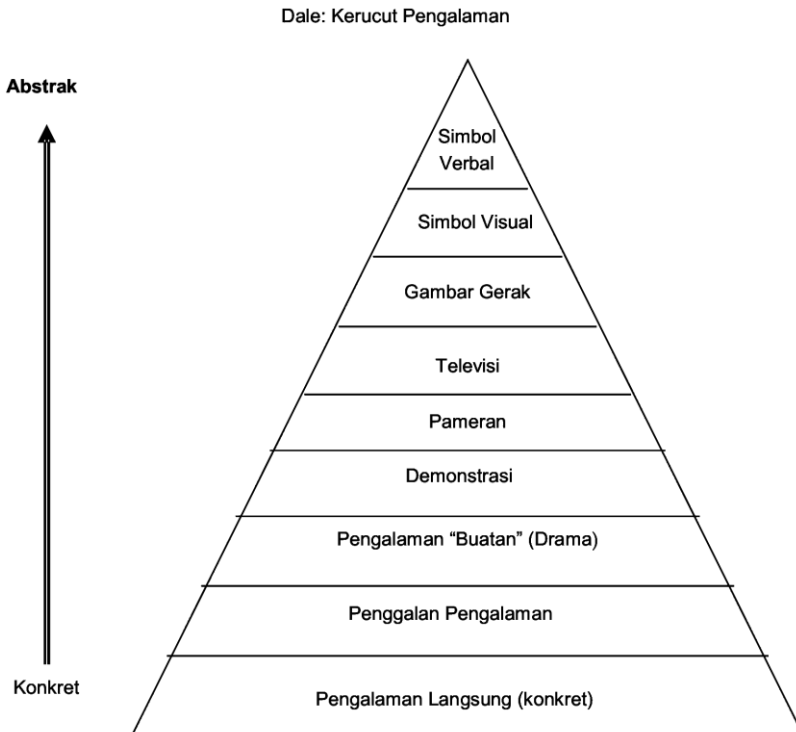 Dale: Kerucut Pengalaman
Abstrak
Simbol
Verbal
Simbol Visual
Gambar Gerak
Televisi
Pameran
Demonstrasi
Pengalaman “Buatan” (Drama)
Penggalan Pengalaman
Konkret
Pengalaman Langsung (konkret)